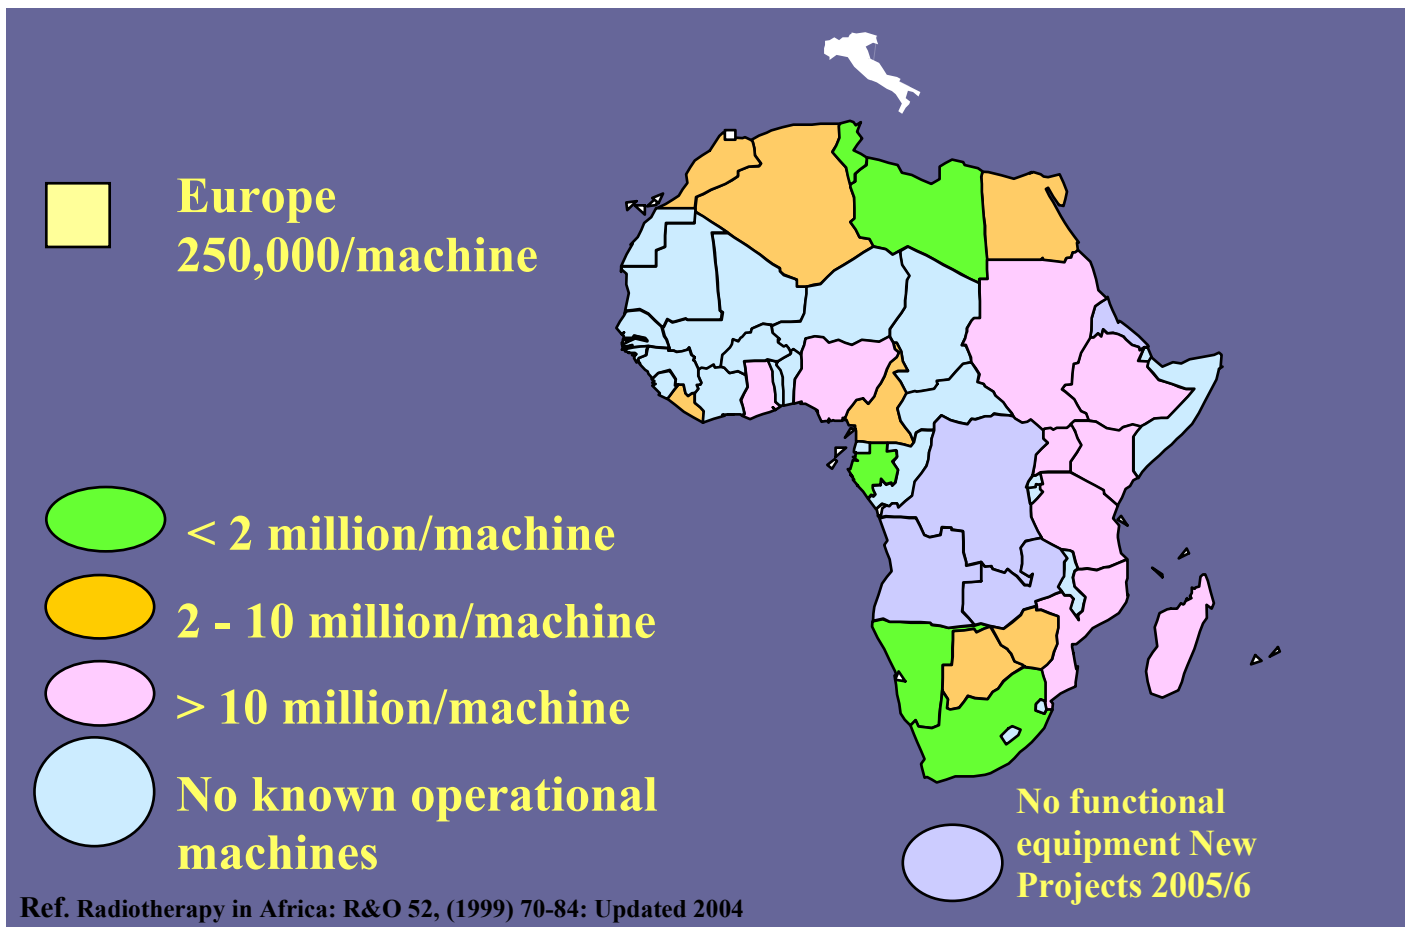 Europe
250,000/machine
< 2 million/machine
2 - 10 million/machine
> 10 million/machine
No known operational
machines
No functional
equipment New
Projects 2005/6
Ref. Radiotherapy in Africa: R&O 52, (1999) 70-84: Updated 2004